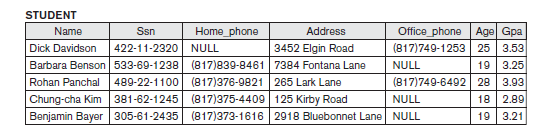 STUDENT
Name Ssn Home_phone Address Office_phone Age Gpa
Dick Davidson 422-11-2320 NULL 3452 Elgin Road (817)749-1253 25 3.53
Barbara Benson 533-69-1238 (817)839-8461 7384 Fontana Lane NULL 19 3.25
Rohan Panchal 489-22-1100 (817)376-9821 265 Lark Lane (817)749-6492 28 3.93
Chung-cha Kim 381-62-1245 (817)375-4409 125 Kirby Road NULL 18 2.89
Benjamin Bayer 305-61-2435 (817)373-1616 2918 Bluebonnet Lane NULL 19 3.21